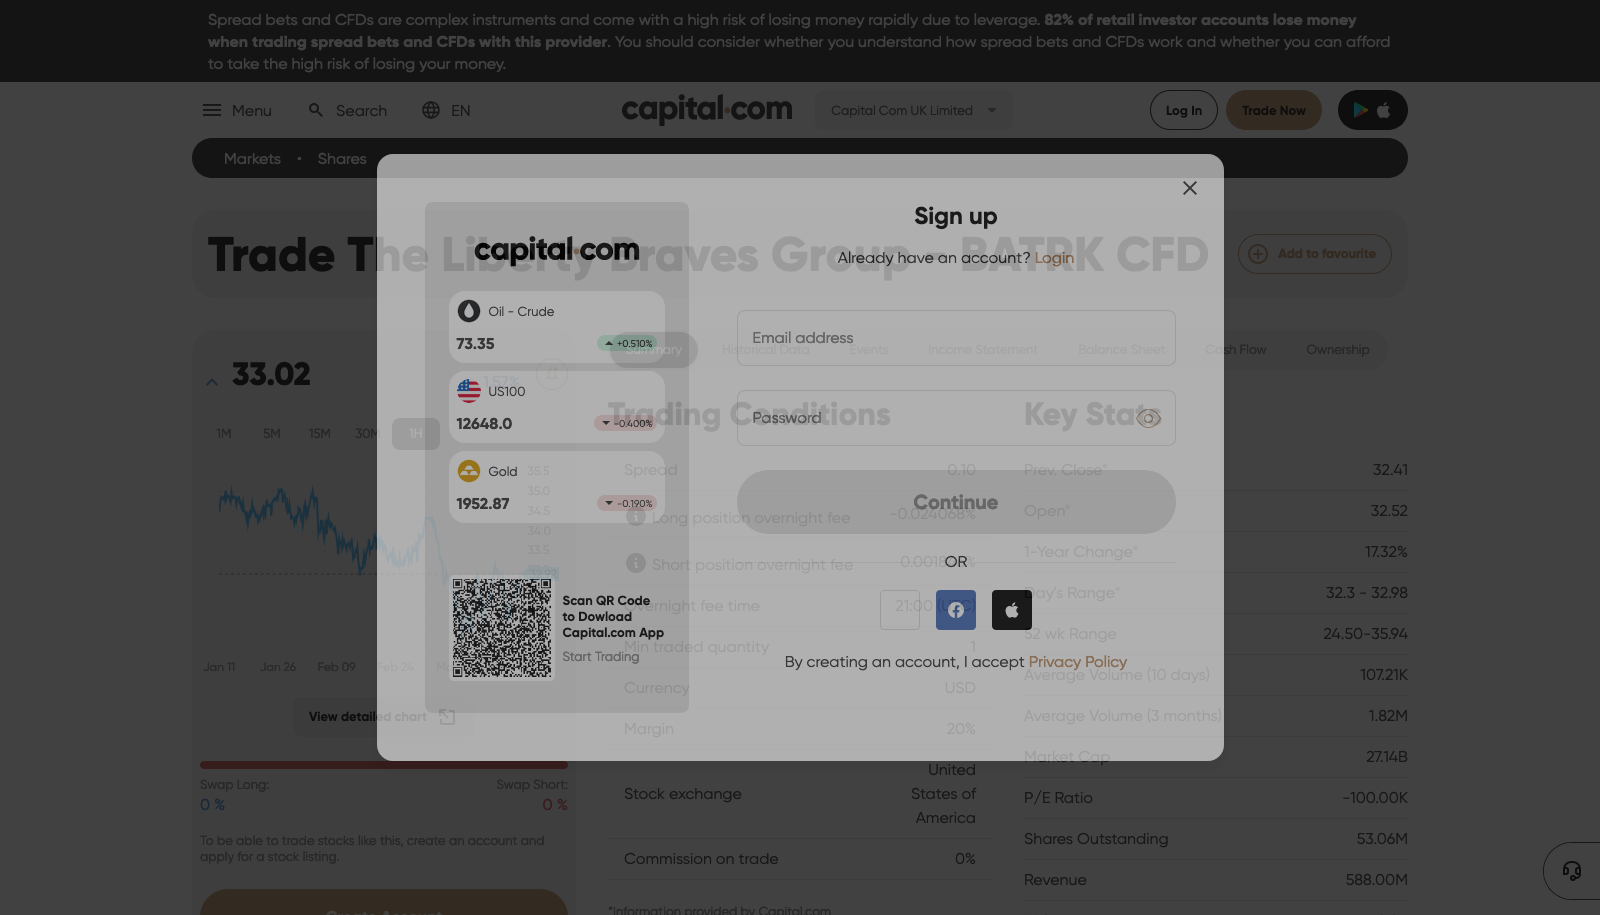 Spread bets and CFDs are complex instruments and come with a high risk of losing money rapidly due to leverage. 82% of retail investor accounts lose money
when trading spread bets and CFDs with this provider. You should consider whether you understand how spread bets and CFDs work and whether you can afford
to take the high risk of losing your money.
Menu
Search
EN
capital.com
Capital Com UK Limited
Log In
Trade Now
Markets • Shares
Trade The Liberty Braves Group - BATRK CFD
Add to favourite
Sign up
Already have an account? Login
capital.com
Oil - Crude
73.35
+0.510%
US100
12648.0
-0.400%
Gold
1952.87
-0.190%
Scan QR Code
to Dowload
Capital.com App
Start Trading
Email address
Password
Continue
OR
By creating an account, I accept Privacy Policy
33.02
1M
5M
15M
30M
1H
35.5
35.0
34.5
34.0
33.5
Jan 11
Jan 26
Feb 09
Feb 24
View detailed chart
Swap Long:
Swap Short:
0 %
0 %
To be able to trade stocks like this, create an account and
apply for a stock listing.
Create Account
Summary
Historical Data
Events
Income Statement
Balance Sheet
Cash Flow
Ownership
Trading Conditions
Spread
0.10
Long position overnight fee
-0.024068%
Short position overnight fee
Overnight fee time
21:00 (UTC)
Min traded quantity
1
Currency
USD
Margin
20%
Stock exchange
United
States of
America
Commission on trade
0%
*Information provided by Capital.com
Key Stats
Prev. Close*
32.41
Open*
32.52
1-Year Change*
17.32%
Day's Range*
32.3 - 32.98
52 wk Range
24.50-35.94
Average Volume (10 days)
107.21K
Average Volume (3 months)
1.82M
Market Cap
27.14B
P/E Ratio
-100.00K
Shares Outstanding
53.06M
Revenue
588.00M